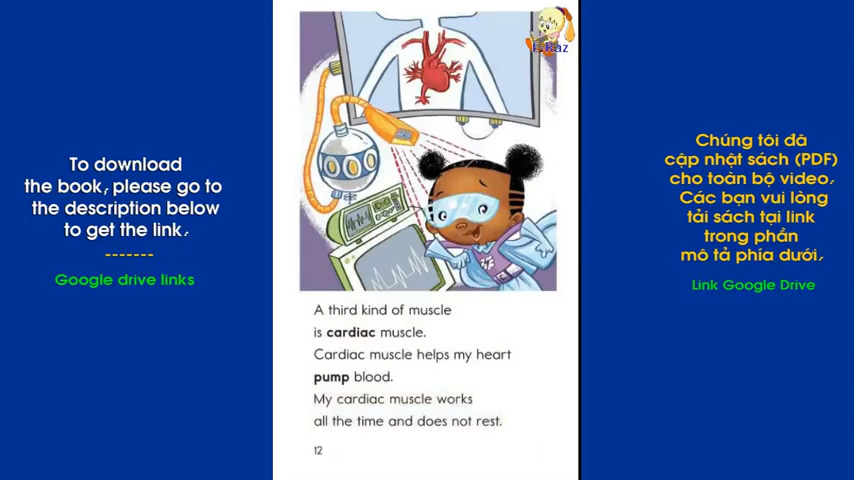 To download
the book, please go to
the description below
to get the link,
-------
Google drive links
E.Raz
A third kind of muscle
is cardiac muscle.
Cardiac muscle helps my heart
pump blood.
My cardiac muscle works
all the time and does not rest.
12
Chúng tôi đã
cập nhật sách (PDF)
cho toàn bộ video,
Các bạn vui lòng
tải sách tại link
trong phần
mô tả phía dưới,
Link Google Drive